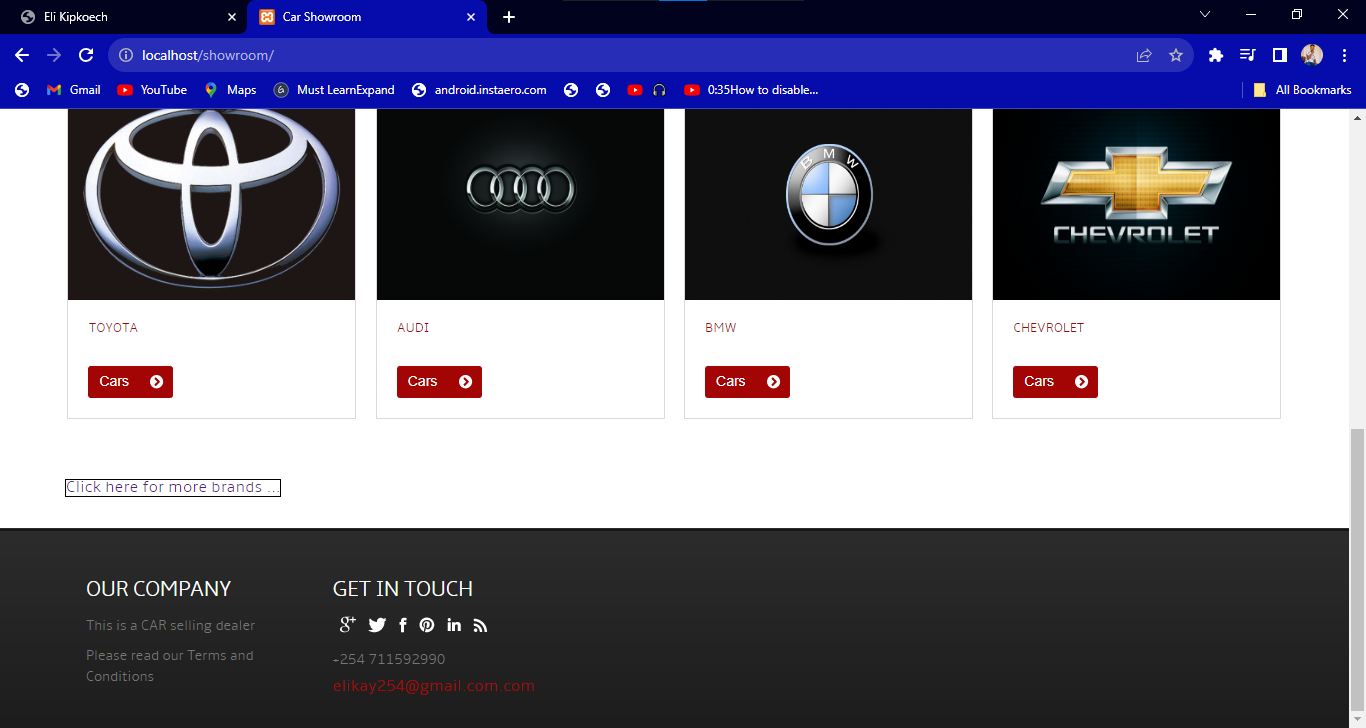 Eli Kipkoech
Car Showroom
localhost/showroom/
Gmail
YouTube
Maps
Must LearnExpand
android.instaero.com
0:35How to disable...
All Bookmarks
BMW
CHEVROLET
TOYOTA
AUDI
BMW
CHEVROLET
Cars
Cars
Cars
Cars
Click here for more brands ...
OUR COMPANY
This is a CAR selling dealer
Please read our Terms and
Conditions
GET IN TOUCH
+254 711592990
elikay254@gmail.com.com